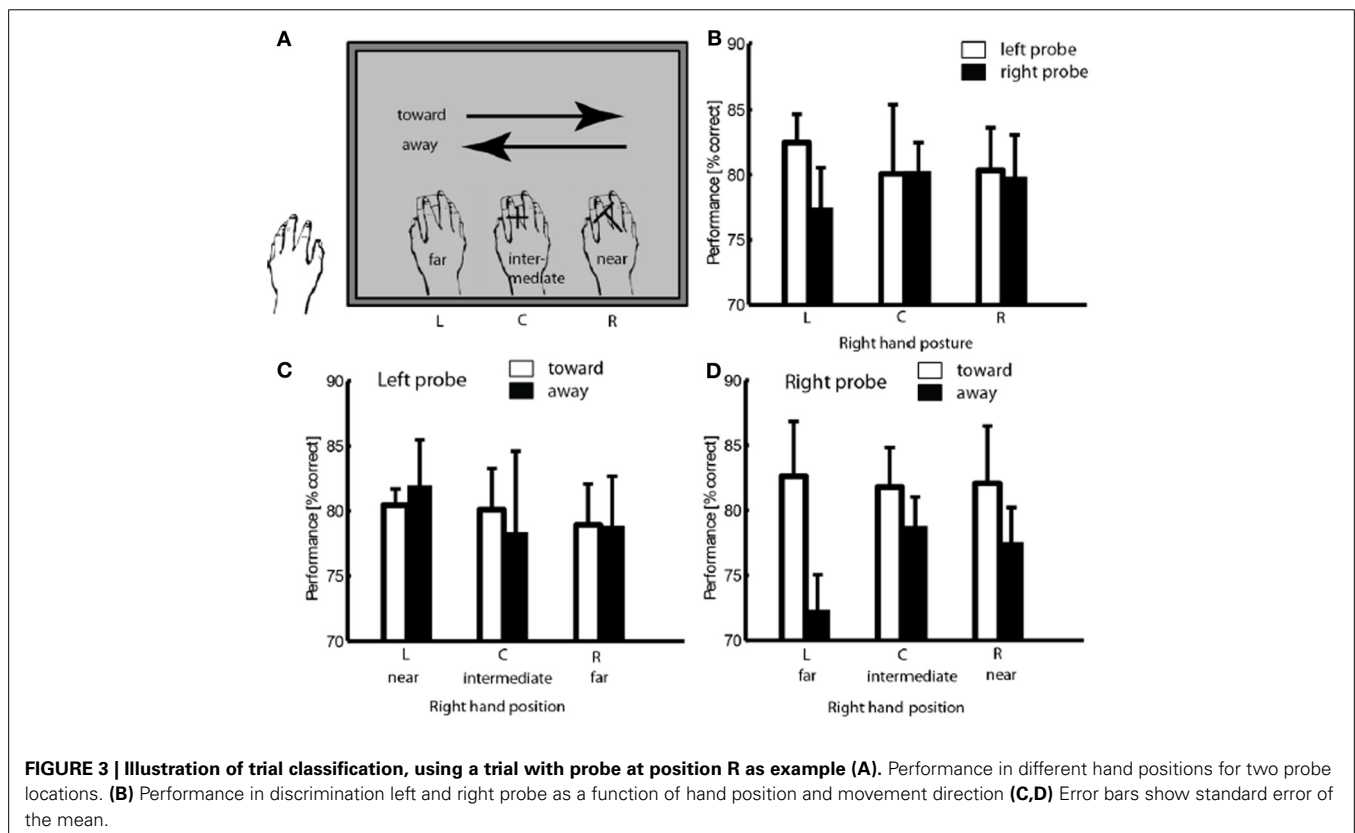 A
toward
away
far
inter-
mediate
near
L C R
B
left probe
right probe
Performance [% correct]
90
85
80
75
70
L C R
Right hand posture
C
Left probe
toward
away
Performance [% correct]
90
85
80
75
70
L C R
near intermediate far
Right hand position
D
Right probe
toward
away
Performance [% correct]
90
85
80
75
70
L C R
far intermediate near
Right hand position
FIGURE 3 | Illustration of trial classification, using a trial with probe at position R as example (A). Performance in different hand positions for two probe
locations. (B) Performance in discrimination left and right probe as a function of hand position and movement direction (C,D) Error bars show standard error of
the mean.